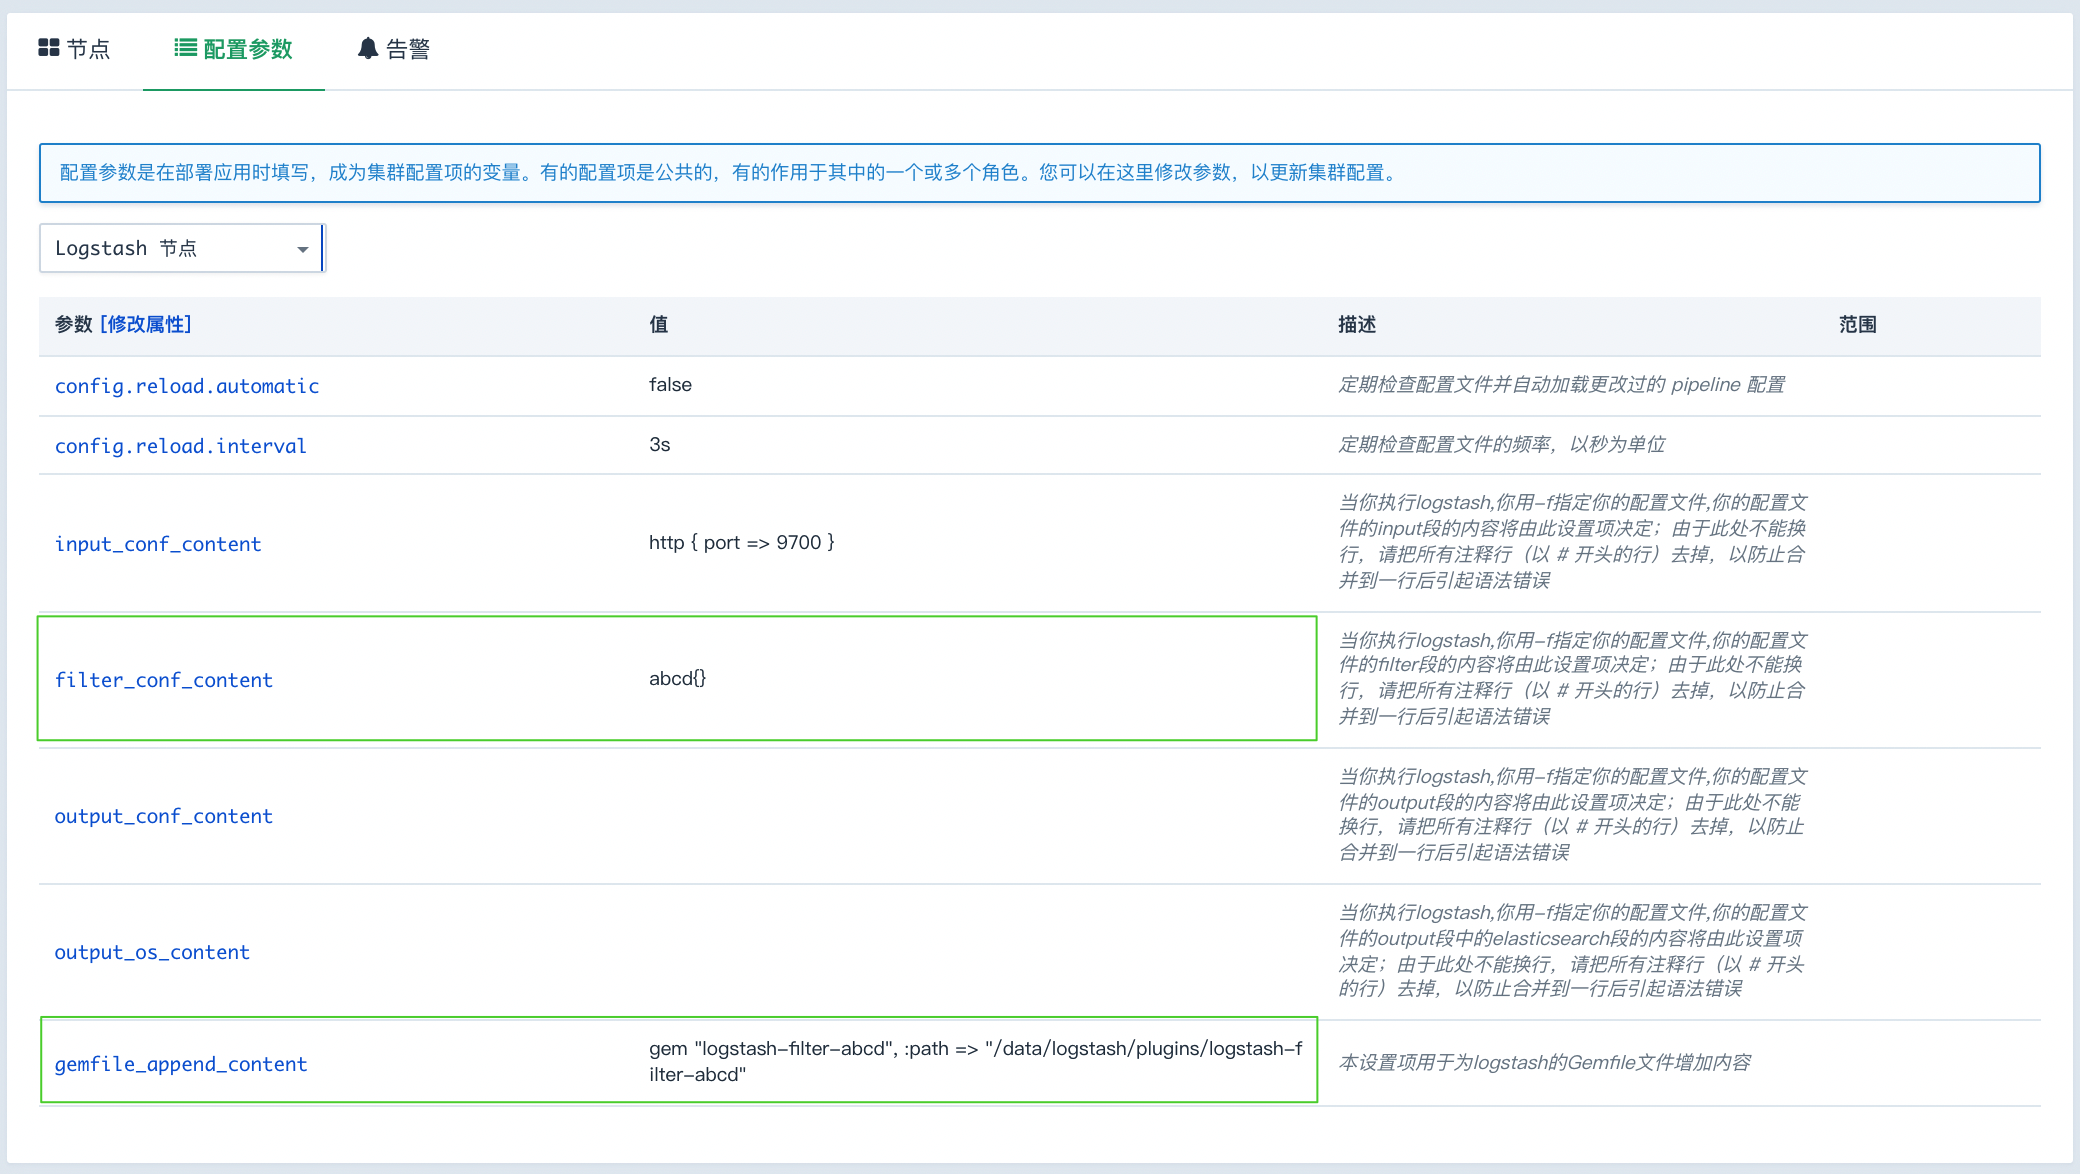 节点
配置参数
告警
配置参数是在部署应用时填写，成为集群配置项的变量。有的配置项是公共的，有的作用于其中的一个或多个角色。您可以在这里修改参数，以更新集群配置。
Logstash 节点
参数 [修改属性] 值 描述 范围
config.reload.automatic false 定期检查配置文件并自动加载更改过的 pipeline 配置
config.reload.interval 3s 定期检查配置文件的频率，以秒为单位
input_conf_content http { port => 9700 }
当你执行logstash,你用-f指定你的配置文件,你的配置文
件的input段的内容将由此设置项决定；由于此处不能换
行，请把所有注释行（以 # 开头的行）去掉，以防止合
并到一行后引起语法错误
filter_conf_content abcd{}
当你执行logstash,你用-f指定你的配置文件,你的配置文
件的filter段的内容将由此设置项决定；由于此处不能换
行，请把所有注释行（以 # 开头的行）去掉，以防止合
并到一行后引起语法错误
output_conf_content
当你执行logstash,你用-f指定你的配置文件,你的配置文
件的output段的内容将由此设置项决定；由于此处不能
换行，请把所有注释行（以 # 开头的行）去掉，以防止
合并到一行后引起语法错误
output_os_content
当你执行logstash,你用-f指定你的配置文件,你的配置文
件的output段中的elasticsearch段的内容将由此设置项
决定；由于此处不能换行，请把所有注释行（以 # 开头
的行）去掉，以防止合并到一行后引起语法错误
gemfile_append_content
gem "logstash-filter-abcd", :path => "/data/logstash/plugins/logstash-f
ilter-abcd"
本设置项用于为logstash的Gemfile文件增加内容